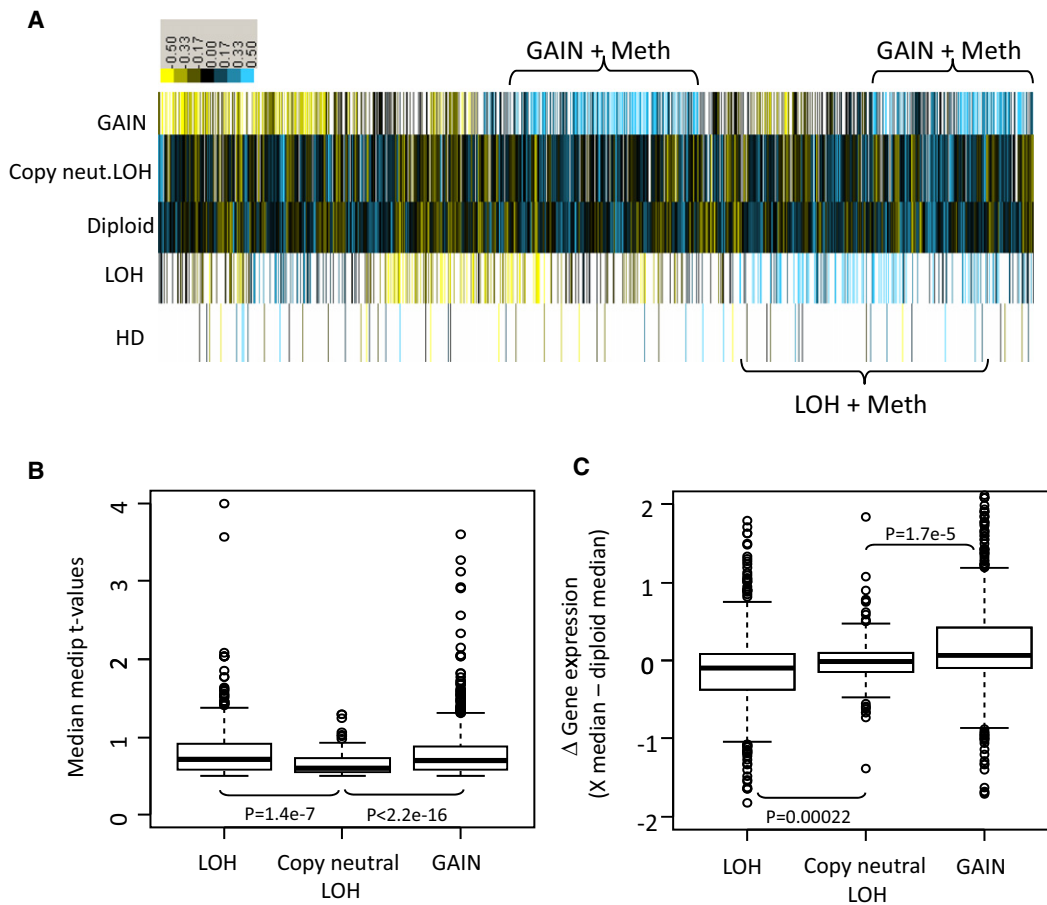 A
-0.50
-0.33
-0.17
0.00
0.17
0.33
0.50
GAIN + Meth
GAIN + Meth
GAIN
Copy neut.LOH
Diploid
LOH
HD
LOH + Meth
B
Median medip t-values
4
3
2
1
0
P=1.4e-7
P<2.2e-16
LOH
Copy neutral
LOH
GAIN
C
Δ Gene expression
(X median – diploid median)
2
1
0
-1
-2
P=1.7e-5
P=0.00022
LOH
Copy neutral
LOH
GAIN